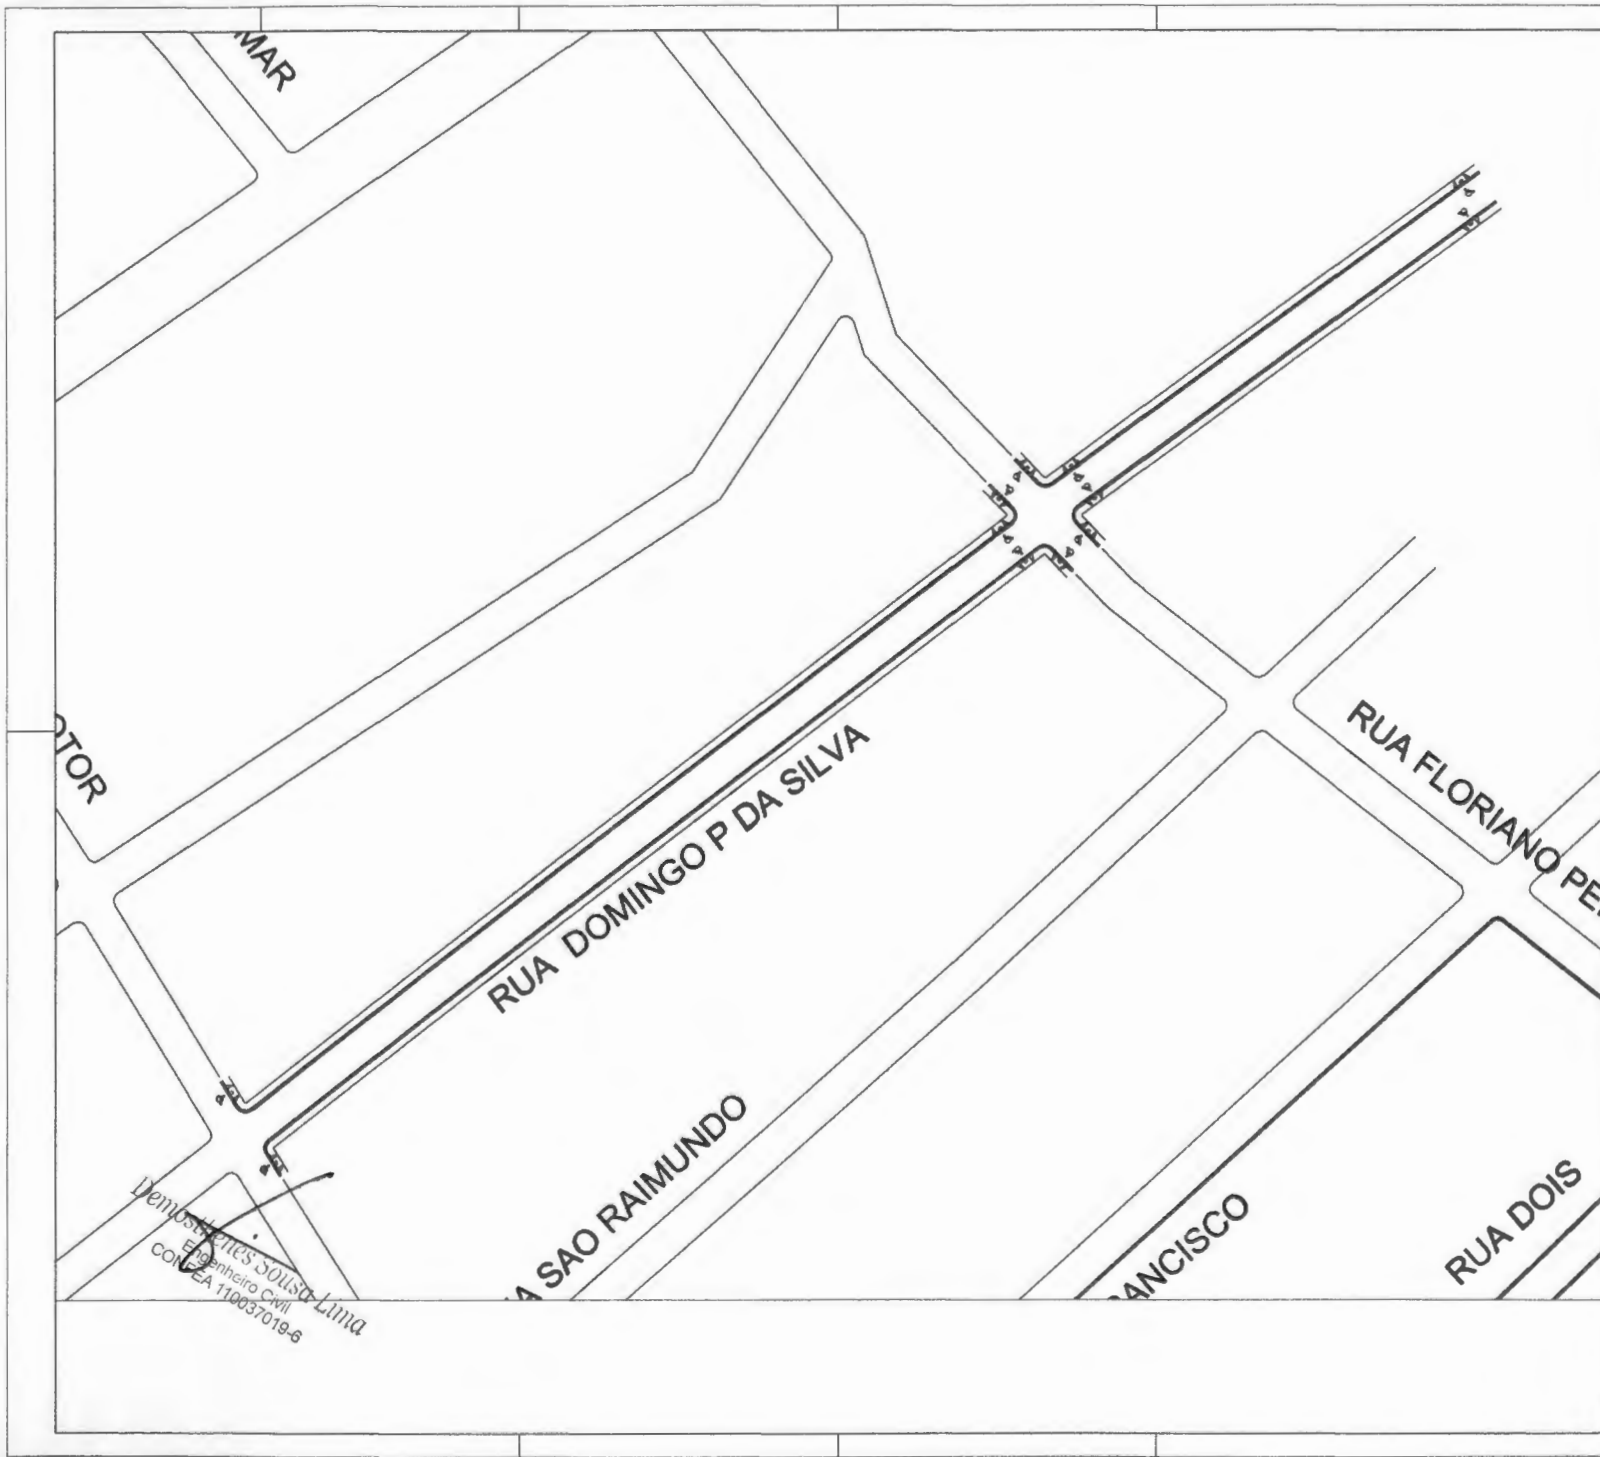 MAR
OTOR
RUA DOMINGO P DA SILVA
RUA FLORIANO PE
A SAO RAIMUNDO
ANCISCO
RUA DOIS
Demosthenes Sousa Lima
Engenheiro Civil
CONFEA 110037019-6